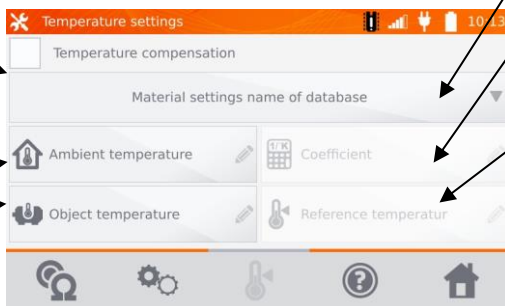 Temperature settings 10:13
Temperature compensation
Material settings name of database
Ambient temperature
1/K Coefficient
Object temperature
Reference temperatur
Ω
?